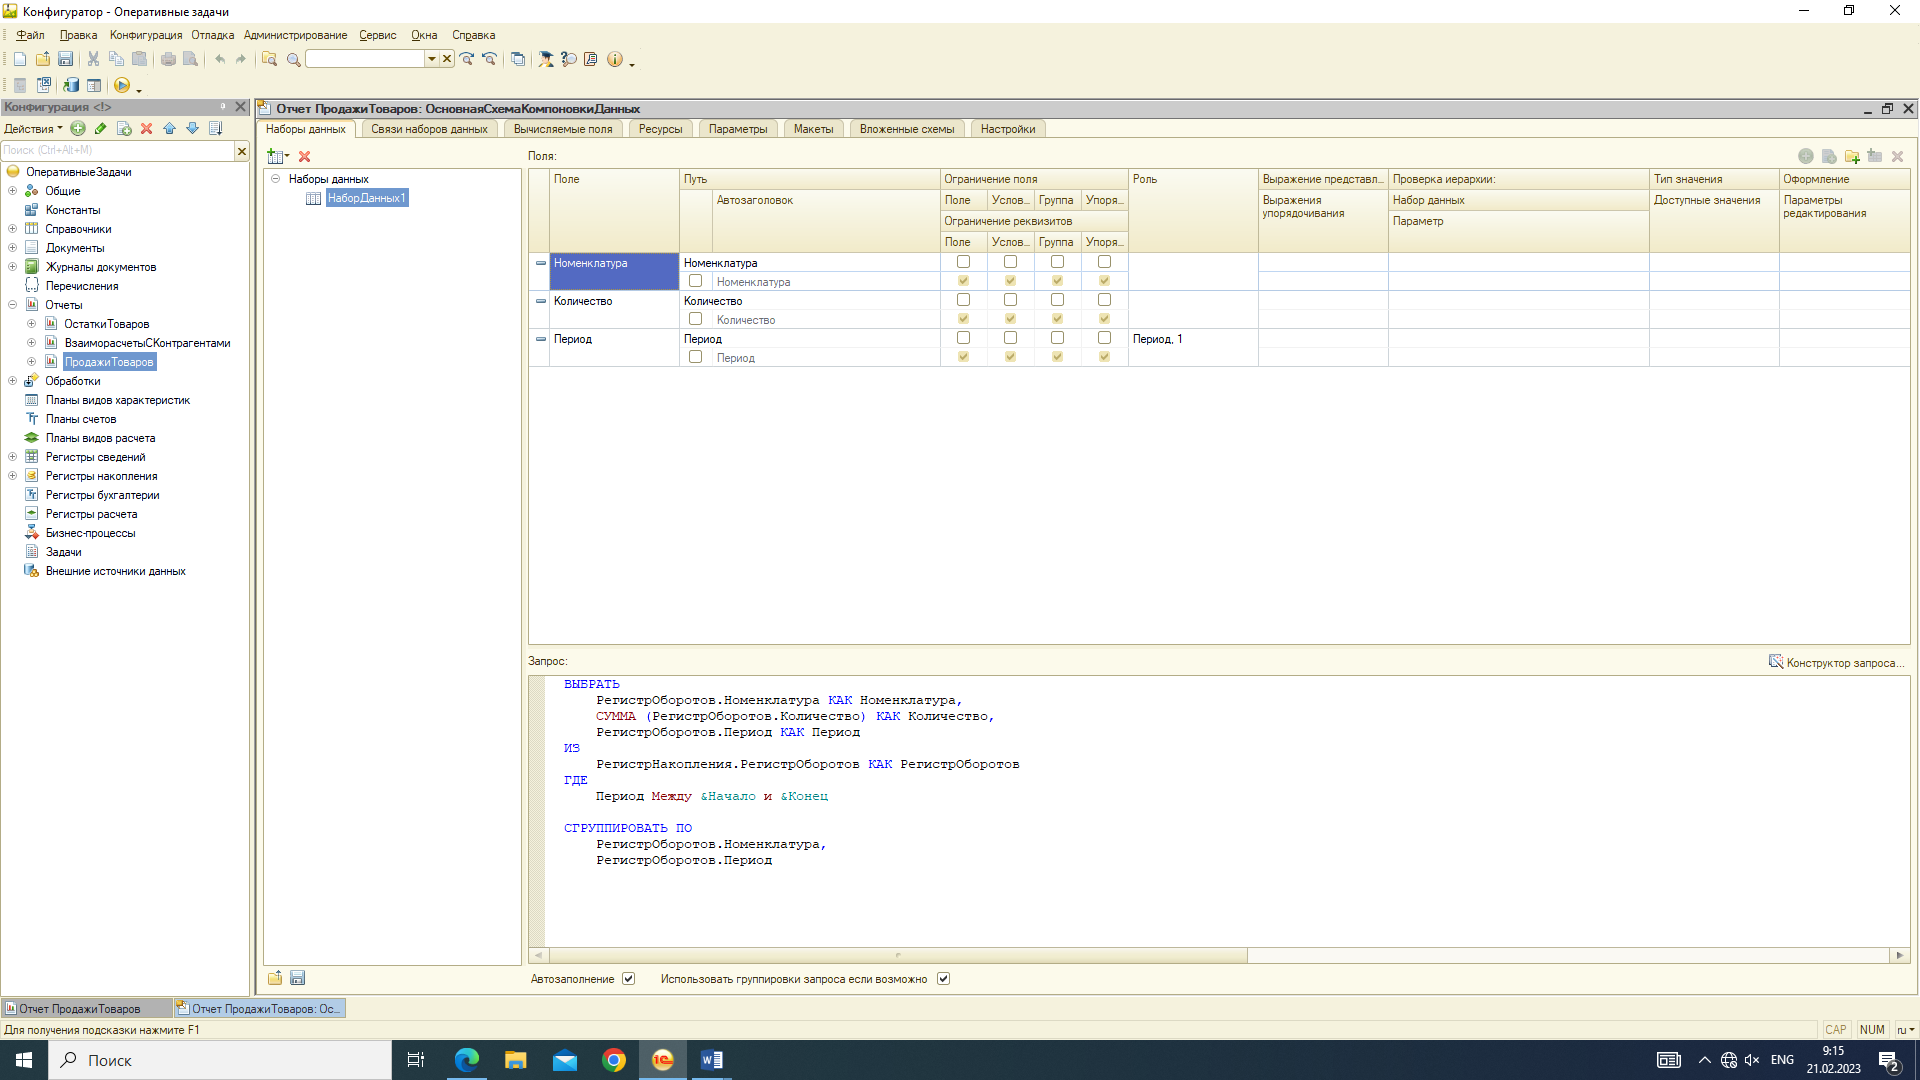 Конфигуратор - Оперативные задачи
Файл Правка Конфигурация Отладка Администрирование Сервис Окна Справка
Конфигурация <!>
Действия
Поиск (Ctrl+Alt+M)
ОперативныеЗадачи
Общие
Константы
Справочники
Документы
Журналы документов
Перечисления
Отчеты
ОстаткиТоваров
ВзаиморасчетыСКонтрагентами
ПродажиТоваров
Обработки
Планы видов характеристик
Планы счетов
Планы видов расчета
Регистры сведений
Регистры накопления
Регистры бухгалтерии
Регистры расчета
Бизнес-процессы
Задачи
Внешние источники данных
Отчет ПродажиТоваров: ОсновнаяСхемаКомпоновкиДанных
Наборы данных Связи наборов данных Вычисляемые поля Ресурсы Параметры Макеты Вложенные схемы Настройки
Наборы данных
НаборДанных1
Поля:
Поле Путь Ограничение поля Роль Выражение представл... Проверка иерархии: Тип значения Оформление
Автозаголовок Поле Услов... Группа Упоря... Выражения упорядочивания Набор данных Доступные значения Параметры редактирования
Ограничение реквизитов Параметр
Поле Услов... Группа Упоря...
Номенклатура Номенклатура
Номенклатура
Количество Количество
Количество
Период Период Период, 1
Период
Запрос:
Конструктор запроса...
ВЫБРАТЬ
РегистрОборотов.Номенклатура КАК Номенклатура,
СУММА (РегистрОборотов.Количество) КАК Количество,
РегистрОборотов.Период КАК Период
ИЗ
РегистрНакопления.РегистрОборотов КАК РегистрОборотов
ГДЕ
Период Между &Начало и &Конец
СГРУППИРОВАТЬ ПО
РегистрОборотов.Номенклатура,
РегистрОборотов.Период
Автозаполнение Использовать группировки запроса если возможно
Отчет ПродажиТоваров Отчет ПродажиТоваров: Ос...
Для получения подсказки нажмите F1
CAP NUM ru
Поиск
ENG
9:15
21.02.2023
2